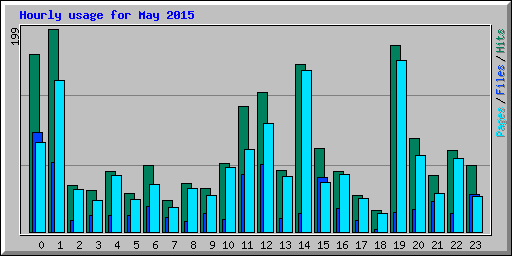 Hourly usage for May 2015
199
Pages/Files/Hits
0 1 2 3 4 5 6 7 8 9 10 11 12 13 14 15 16 17 18 19 20 21 22 23